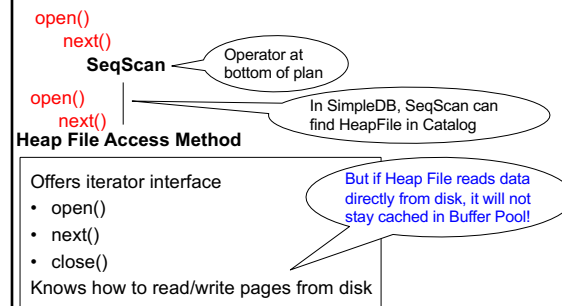 open()
next()
SeqScan
Operator at
bottom of plan
open()
next()
In SimpleDB, SeqScan can
find HeapFile in Catalog
Heap File Access Method
Offers iterator interface
• open()
• next()
• close()
Knows how to read/write pages from disk
But if Heap File reads data
directly from disk, it will not
stay cached in Buffer Pool!